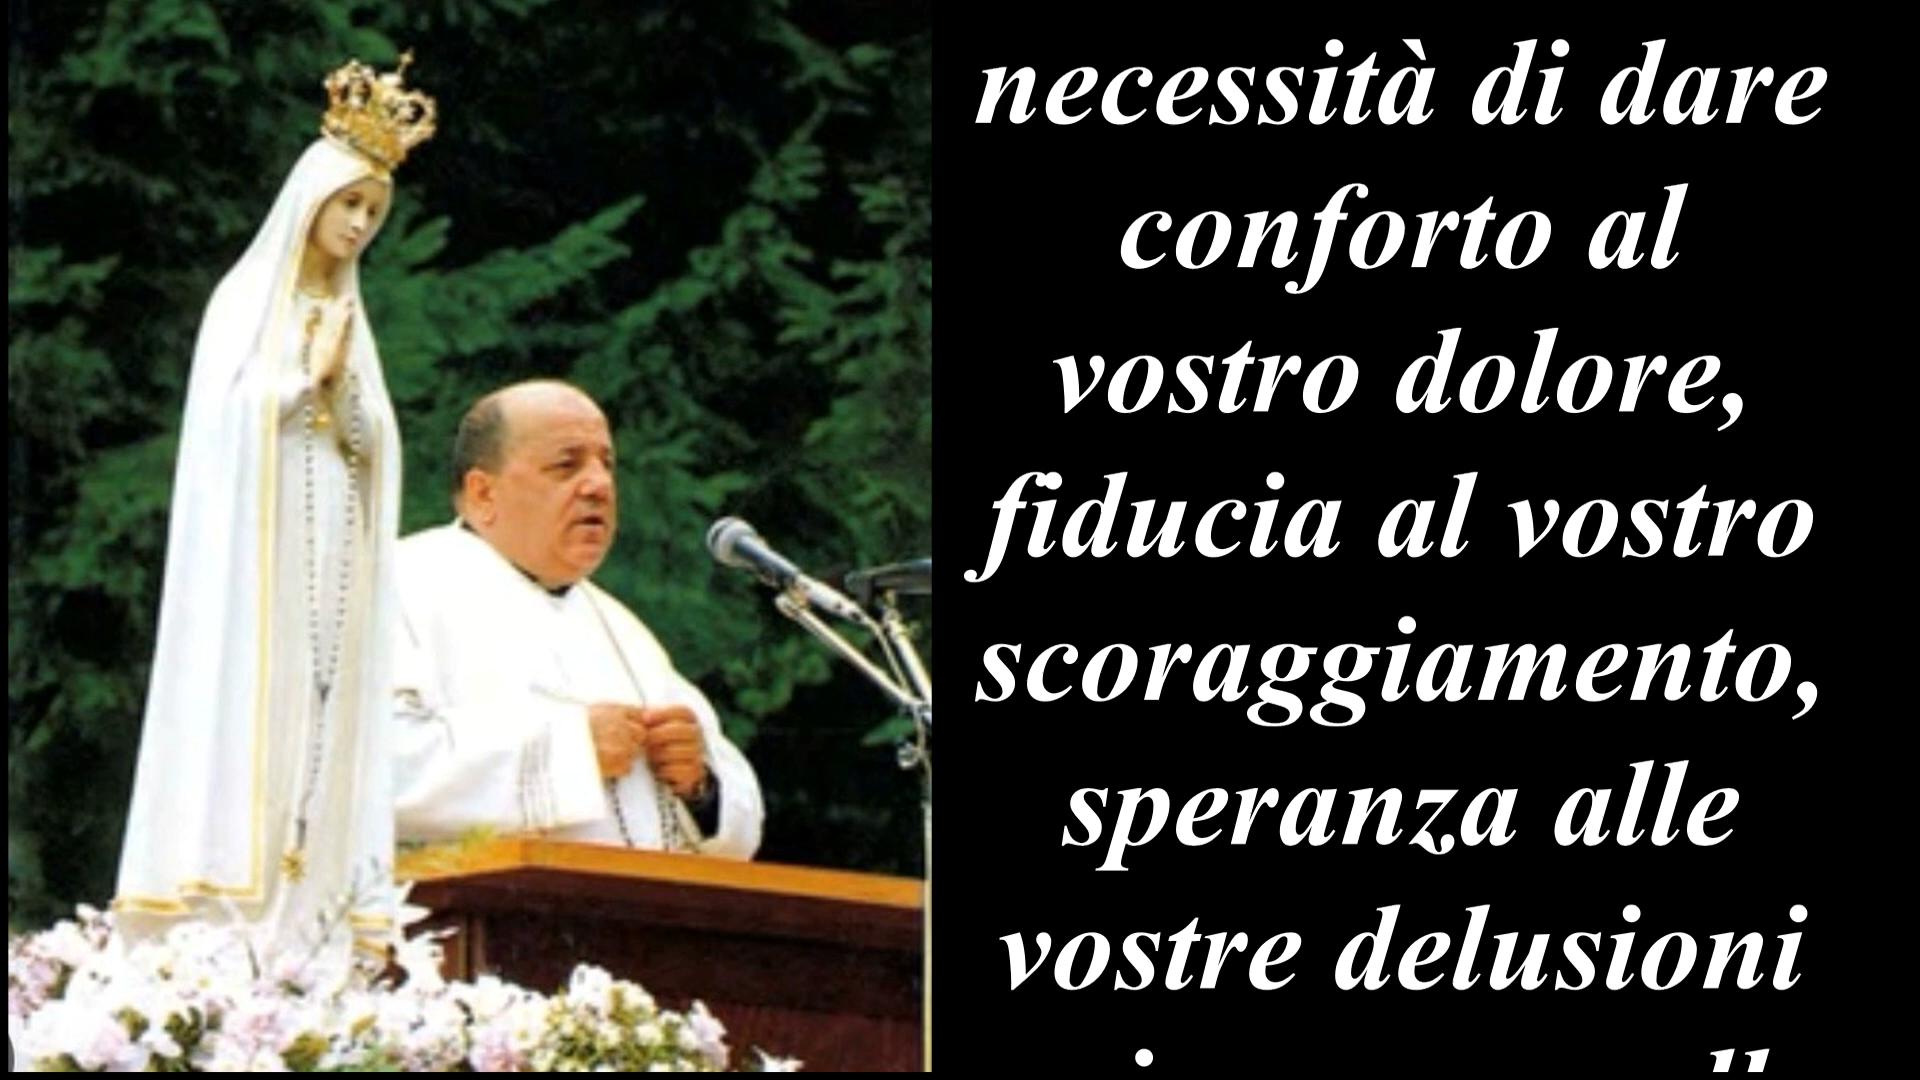 necessità di dare
conforto al
vostro dolore,
fiducia al vostro
scoraggiamento,
speranza alle
vostre delusioni